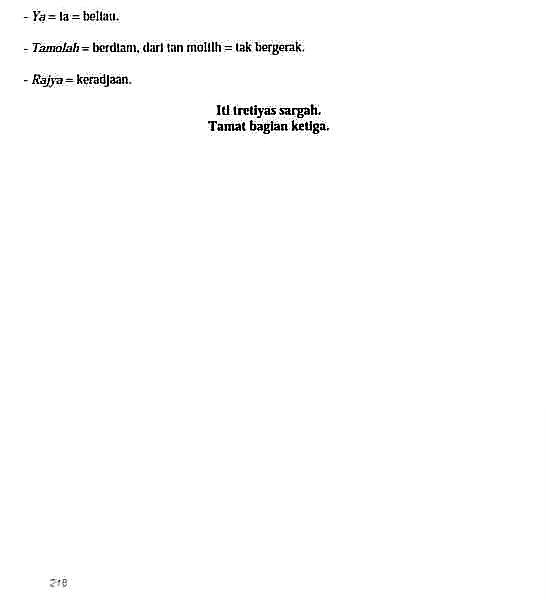 - Ya = ia = beliau.
- Tamolah = berdiam, dari tan molih = tak bergerak.
- Rajya = keradjaan.
Iti tretiyas sargah.
Tamat bagian ketiga.
218